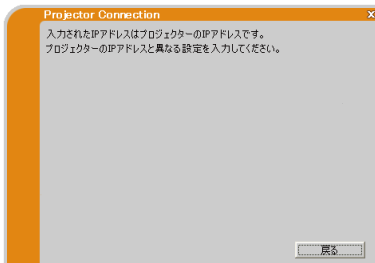 Projector Connection
x
入力されたIPアドレスはプロジェクターのIPアドレスです。
プロジェクターのIPアドレスと異なる設定を入力してください。
戻る